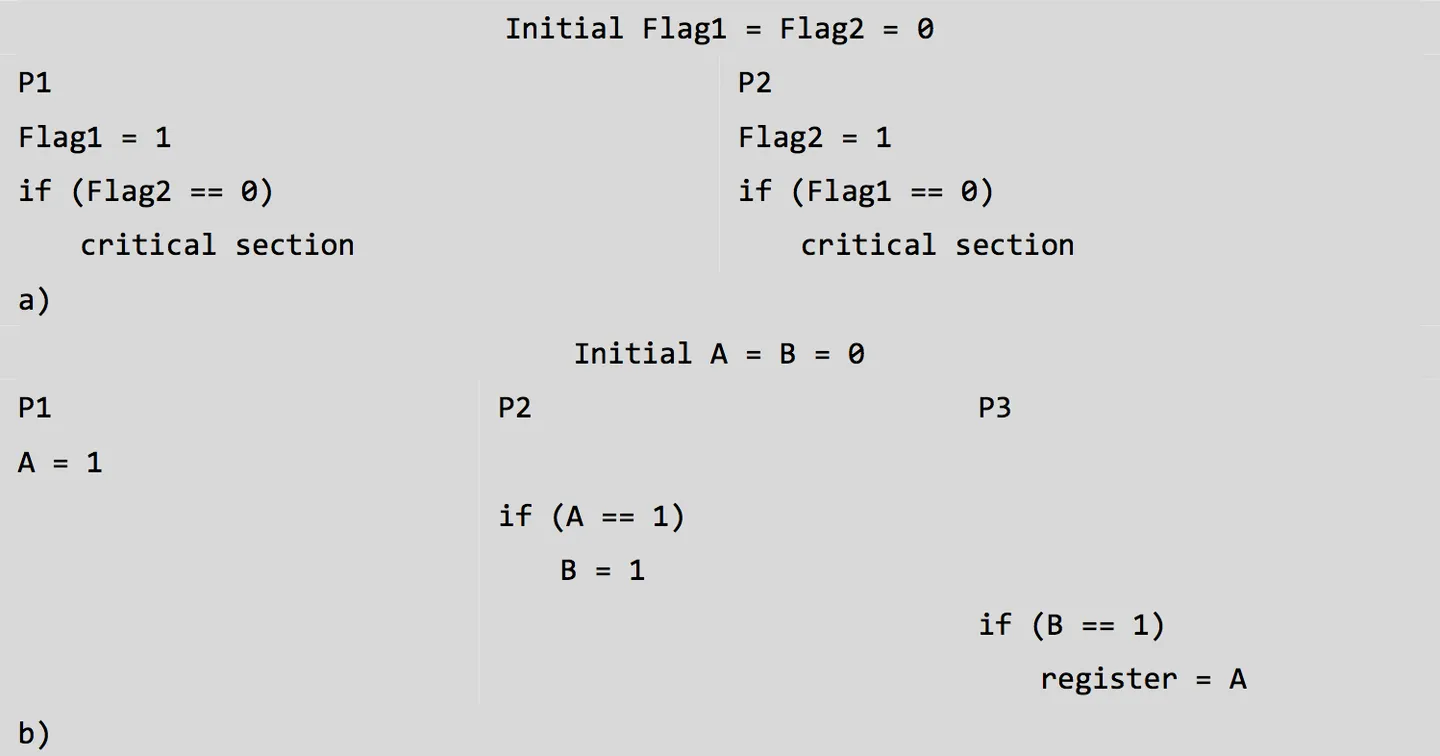 Initial Flag1 = Flag2 = 0
P1 P2
Flag1 = 1 Flag2 = 1
if (Flag2 == 0) if (Flag1 == 0)
critical section critical section
a)
Initial A = B = 0
P1 P2 P3
A = 1
if (A == 1)
B = 1
if (B == 1)
register = A
b)